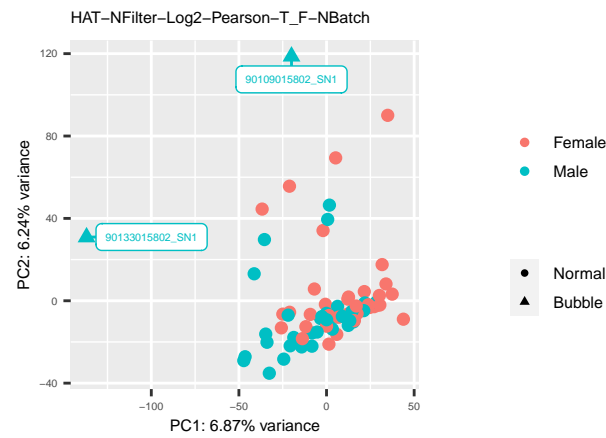 HAT−NFilter−Log2−Pearson−T_F−NBatch
120
80
40
0
−40
PC2: 6.24% variance
90109015802_SN1
90133015802_SN1
−100
−50
0
50
PC1: 6.87% variance
Female
Male
Normal
Bubble